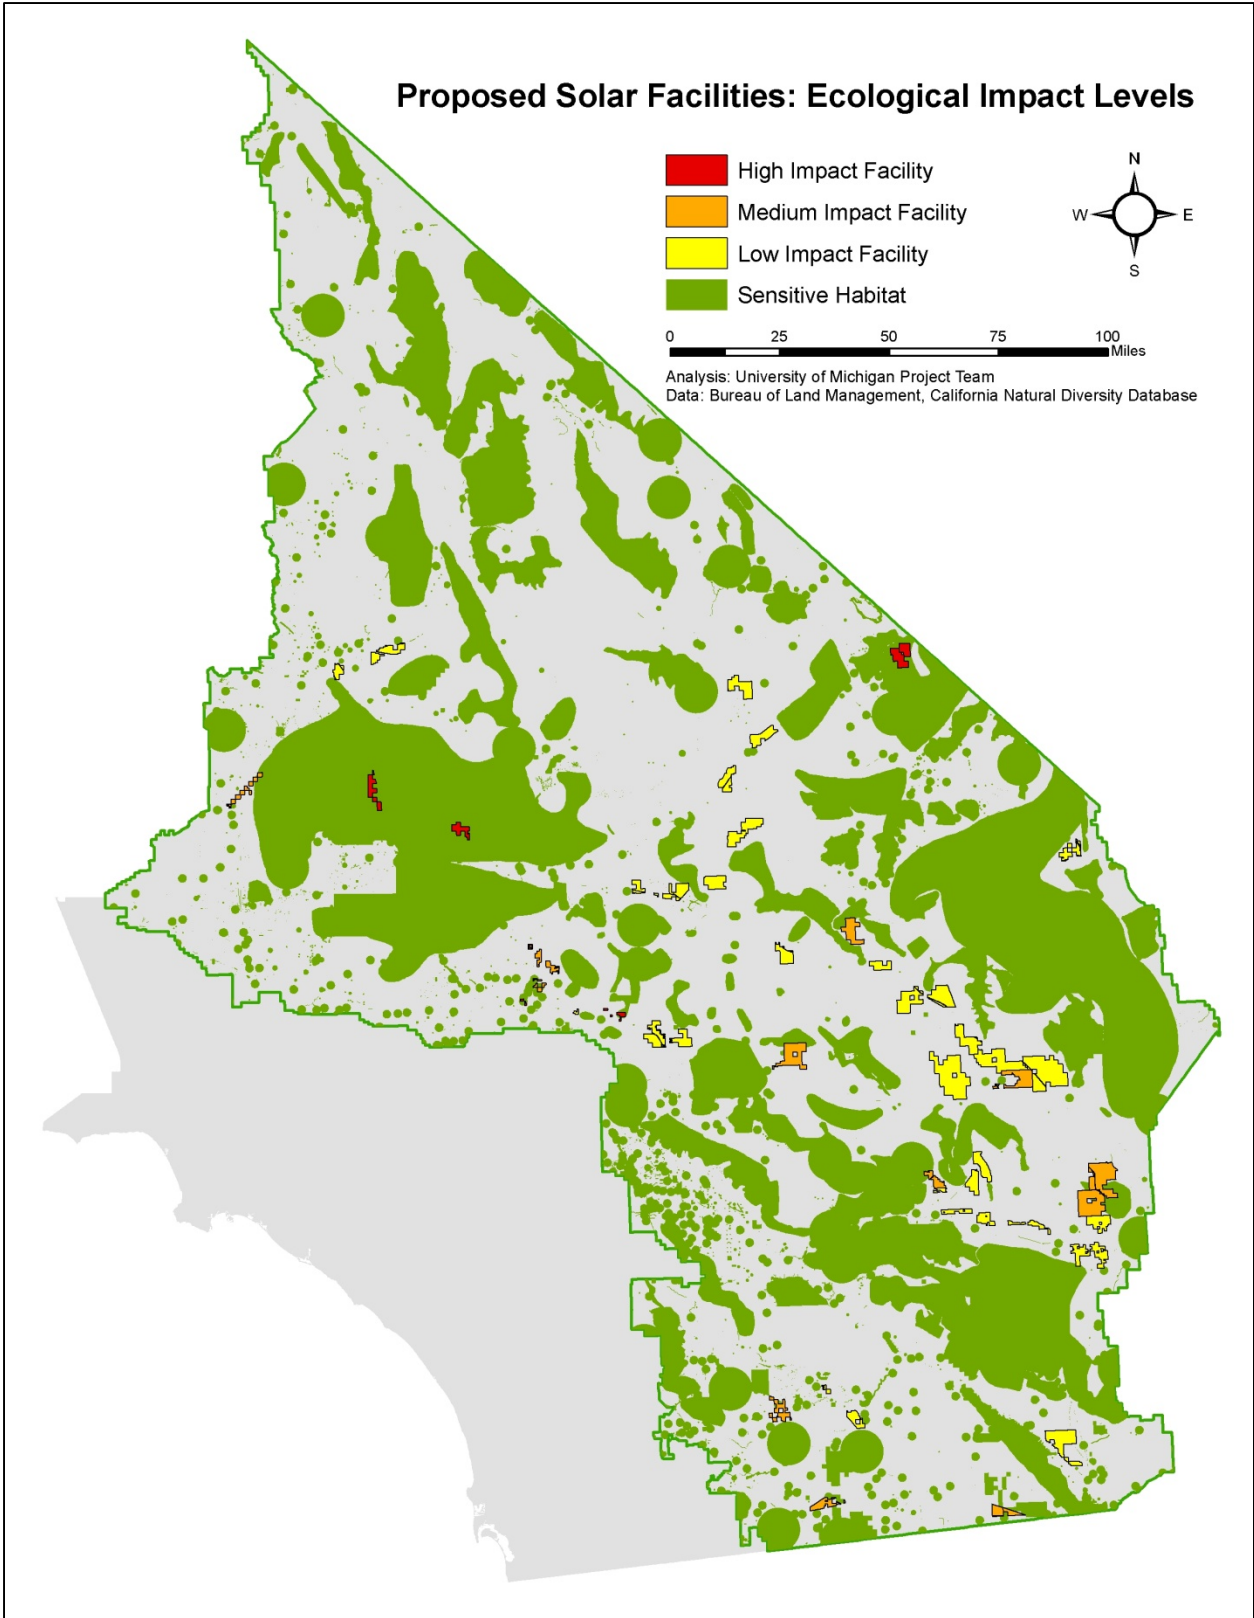 Proposed Solar Facilities: Ecological Impact Levels
High Impact Facility
Medium Impact Facility
Low Impact Facility
Sensitive Habitat
N
W E
S
0 25 50 75 100
Miles
Analysis: University of Michigan Project Team
Data: Bureau of Land Management, California Natural Diversity Database